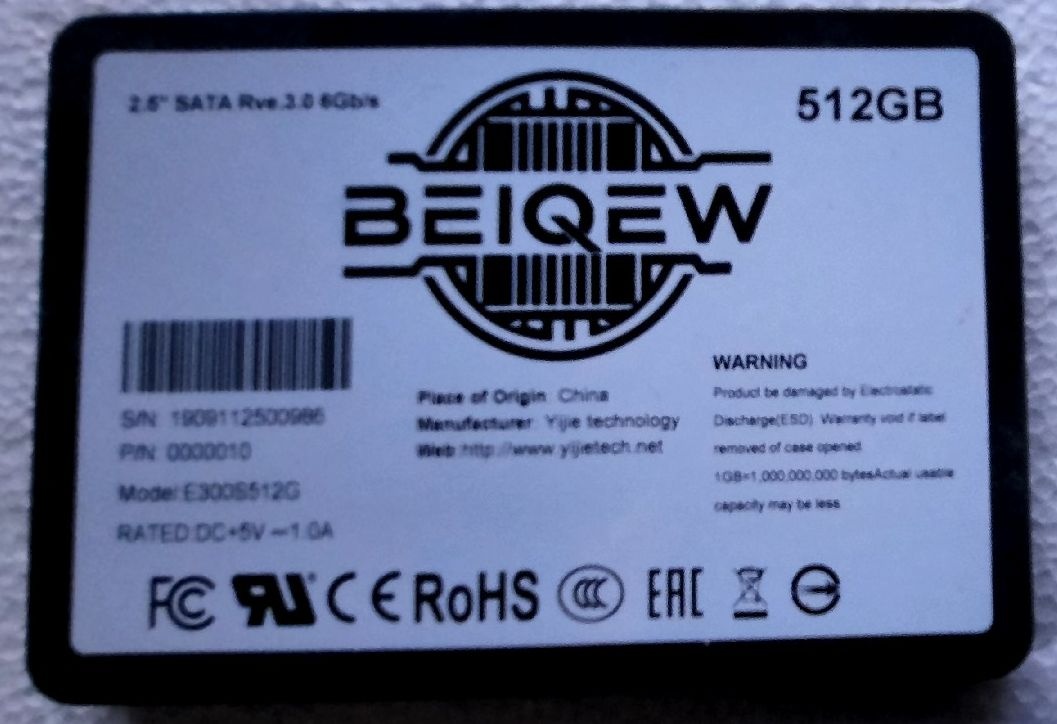 2.5" SATA Rve.3.0 6Gb/s
512GB
BEIQEW
S/N: 1909112500986
P/N: 0000010
Model:E300S512G
RATED:DC+5V ⎓1.0A
Place of Origin: China
Manufacturer: Yijie technology
Web:http://www.yijietech.net
WARNING
Product be damaged by Electrostatic
Discharge(ESD). Warranty void if label
removed of case opened.
1GB=1,000,000,000 bytesActual usable
capacity may be less.
FC RU CE RoHS CCC EAC